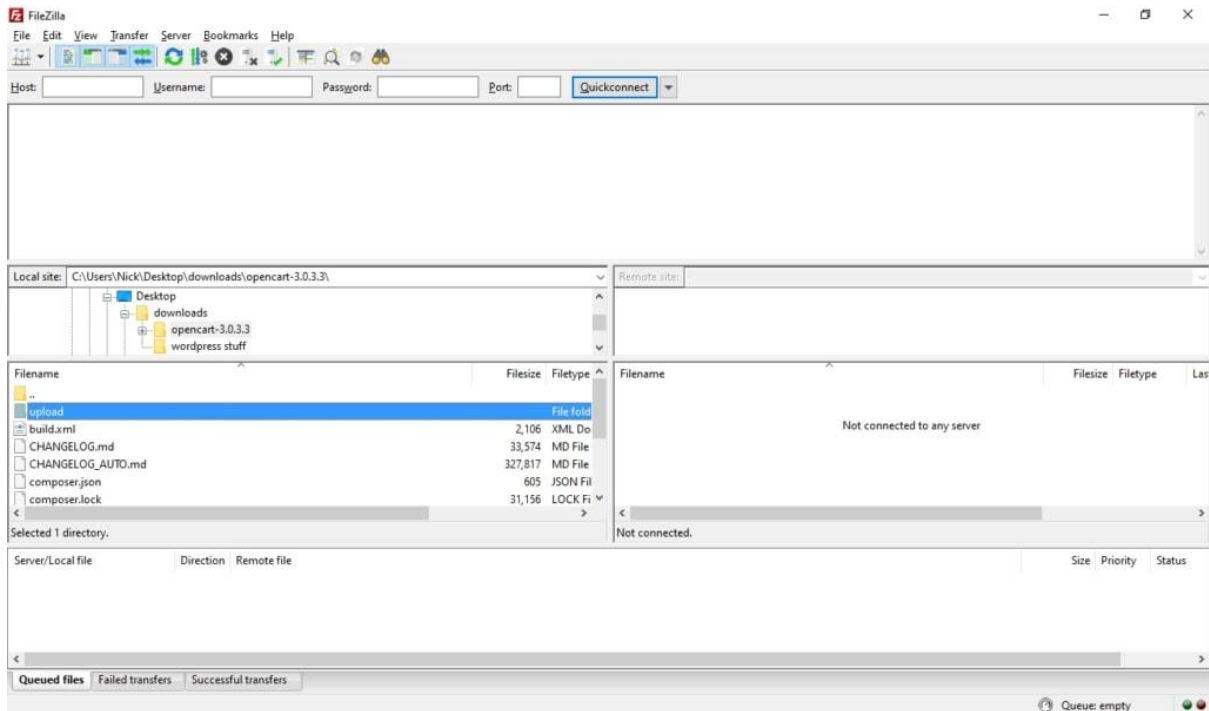 FileZilla
File Edit View Transfer Server Bookmarks Help
Host: Username: Password: Port: Quickconnect
Local site: C:\Users\Nick\Desktop\downloads\opencart-3.0.3.3\
Remote site:
Desktop
downloads
opencart-3.0.3.3
wordpress stuff
Filename Filesize Filetype
..
upload File fold
build.xml 2,106 XML Do
CHANGELOG.md 33,574 MD File
CHANGELOG_AUTO.md 327,817 MD File
composer.json 605 JSON Fil
composer.lock 31,156 LOCK Fi
Selected 1 directory.
Filename Filesize Filetype Las
Not connected to any server
Not connected.
Server/Local file Direction Remote file Size Priority Status
Queued files Failed transfers Successful transfers
Queue: empty